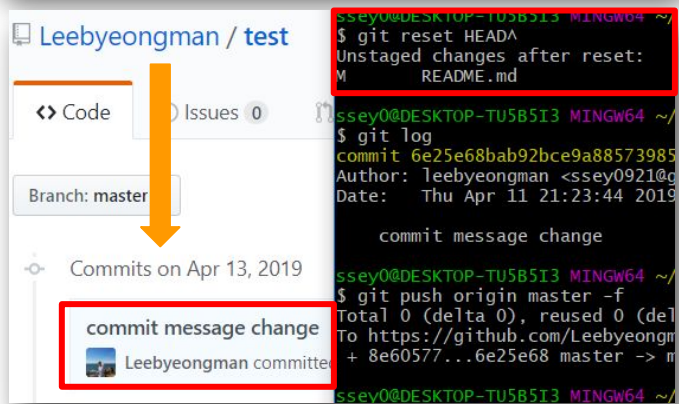 Leebyeongman / test
Code
Issues 0
Branch: master
Commits on Apr 13, 2019
commit message change
Leebyeongman committed
ssey0@DESKTOP-TU5B5I3 MINGW64 ~/
$ git reset HEAD^
Unstaged changes after reset:
M README.md
ssey0@DESKTOP-TU5B5I3 MINGW64 ~/
$ git log
commit 6e25e68bab92bce9a88573985
Author: leebyeongman <ssey0921@g
Date: Thu Apr 11 21:23:44 2019
commit message change
ssey0@DESKTOP-TU5B5I3 MINGW64 ~/
$ git push origin master -f
Total 0 (delta 0), reused 0 (del
To https://github.com/Leebyeongm
+ 8e60577...6e25e68 master -> m
ssey0@DESKTOP-TU5B5I3 MINGW64 ~/